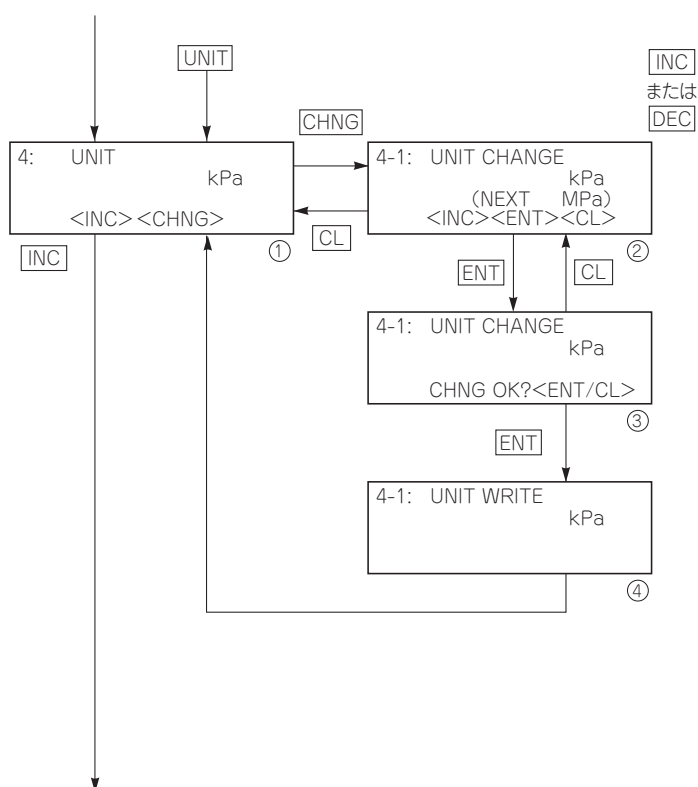 UNIT
INC
または
DEC
CHNG
4: UNIT
kPa
<INC> <CHNG>
①
4-1: UNIT CHANGE
kPa
(NEXT MPa)
<INC><ENT><CL>
②
CL
INC
ENT
CL
4-1: UNIT CHANGE
kPa
CHNG OK?<ENT/CL>
③
ENT
4-1: UNIT WRITE
kPa
④